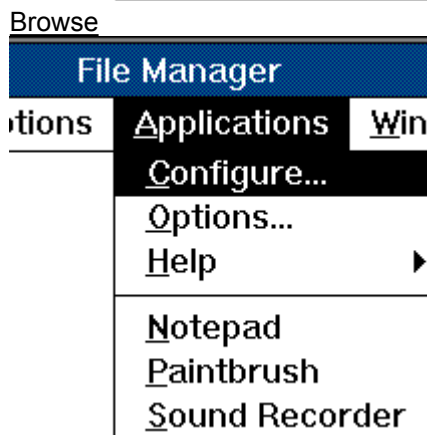 Browse
File Manager
tions Applications Win
Configure...
Options...
Help
Notepad
Paintbrush
Sound Recorder